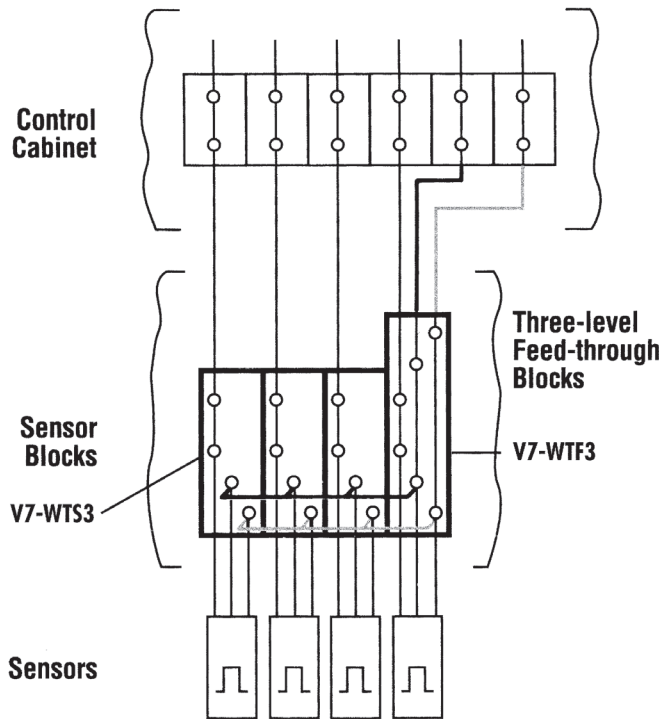 Control
Cabinet
Three-level
Feed-through
Blocks
Sensor
Blocks
V7-WTF3
V7-WTS3
Sensors